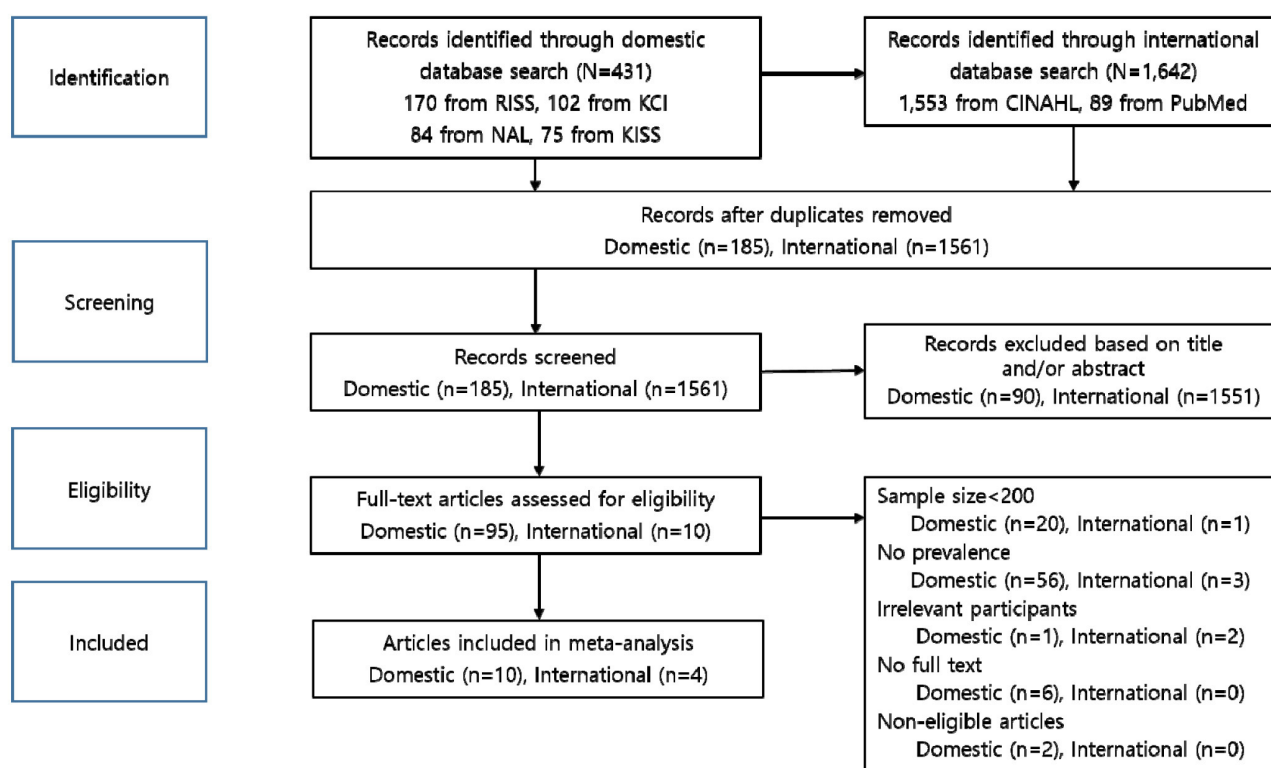 Identification
Records identified through domestic
database search (N=431)
170 from RISS, 102 from KCI
84 from NAL, 75 from KISS
Records identified through international
database search (N=1,642)
1,553 from CINAHL, 89 from PubMed
Records after duplicates removed
Domestic (n=185), International (n=1561)
Screening
Records screened
Domestic (n=185), International (n=1561)
Records excluded based on title
and/or abstract
Domestic (n=90), International (n=1551)
Eligibility
Full-text articles assessed for eligibility
Domestic (n=95), International (n=10)
Sample size<200
Domestic (n=20), International (n=1)
No prevalence
Domestic (n=56), International (n=3)
Irrelevant participants
Domestic (n=1), International (n=2)
No full text
Domestic (n=6), International (n=0)
Non-eligible articles
Domestic (n=2), International (n=0)
Included
Articles included in meta-analysis
Domestic (n=10), International (n=4)